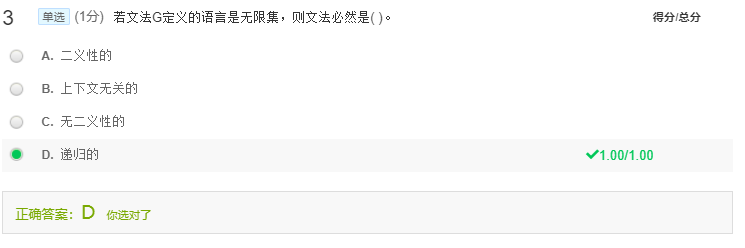 3 单选 (1分) 若文法G定义的语言是无限集，则文法必然是( )。 得分/总分
A. 二义性的
B. 上下文无关的
C. 无二义性的
D. 递归的 1.00/1.00
正确答案：D 你选对了